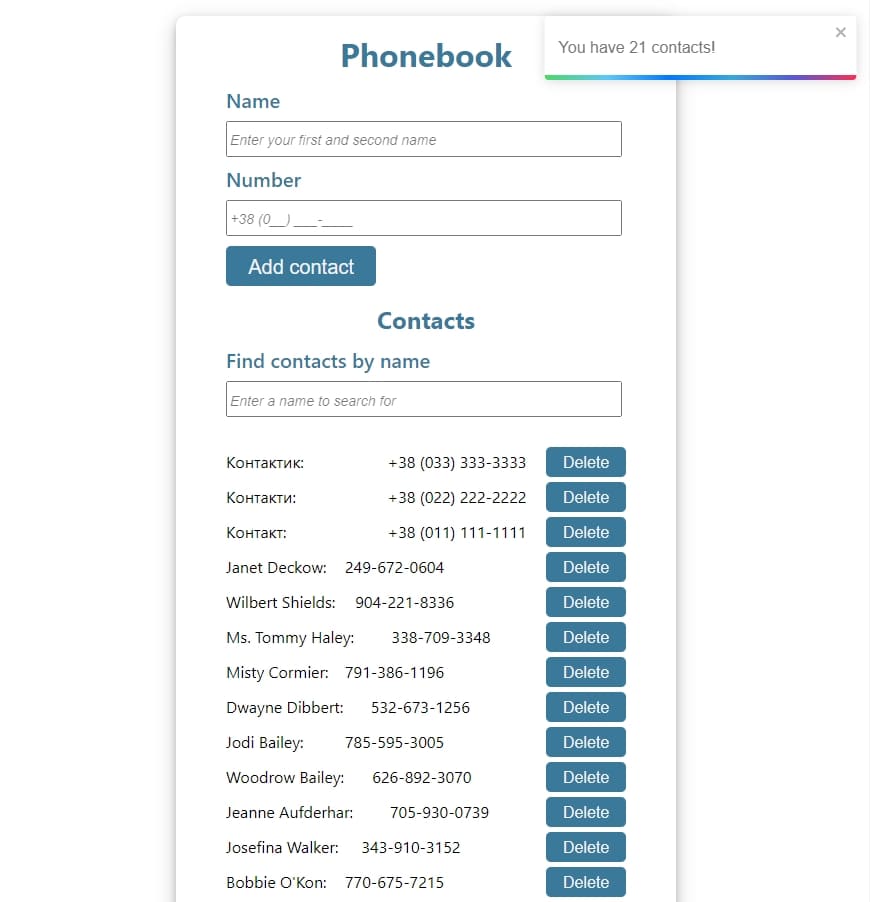 Phonebook
You have 21 contacts!
Name
Enter your first and second name
Number
+38 (0__) ___-____
Add contact
Contacts
Find contacts by name
Enter a name to search for
Контактик: +38 (033) 333-3333 Delete
Контакти: +38 (022) 222-2222 Delete
Контакт: +38 (011) 111-1111 Delete
Janet Deckow: 249-672-0604 Delete
Wilbert Shields: 904-221-8336 Delete
Ms. Tommy Haley: 338-709-3348 Delete
Misty Cormier: 791-386-1196 Delete
Dwayne Dibbert: 532-673-1256 Delete
Jodi Bailey: 785-595-3005 Delete
Woodrow Bailey: 626-892-3070 Delete
Jeanne Aufderhar: 705-930-0739 Delete
Josefina Walker: 343-910-3152 Delete
Bobbie O'Kon: 770-675-7215 Delete